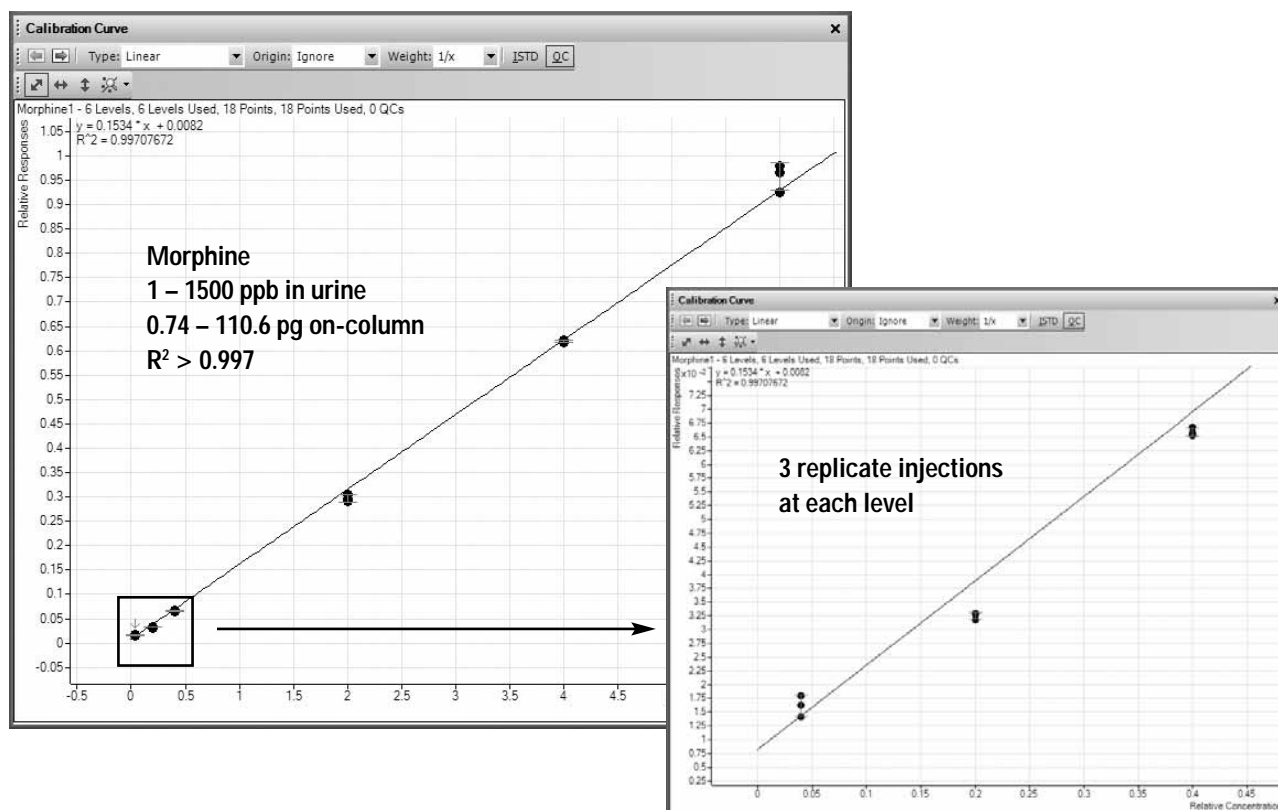 Calibration Curve
Type: Linear Origin: Ignore Weight: 1/x ISTD QC
Morphine1 - 6 Levels, 6 Levels Used, 18 Points, 18 Points Used, 0 QCs
y = 0.1534 * x + 0.0082
R^2 = 0.99707672
Relative Responses
1.05
1
0.95
0.9
0.85
0.8
0.75
0.7
0.65
0.6
0.55
0.5
0.45
0.4
0.35
0.3
0.25
0.2
0.15
0.1
0.05
0
-0.05
-0.5 0 0.5 1 1.5 2 2.5 3 3.5 4 4.5
Morphine
1 – 1500 ppb in urine
0.74 – 110.6 pg on-column
R² > 0.997
Calibration Curve
Type: Linear Origin: Ignore Weight: 1/x ISTD QC
Morphine1 - 6 Levels, 6 Levels Used, 18 Points, 18 Points Used, 0 QCs
x10 -2
y = 0.1534 * x + 0.0082
R^2 = 0.99707672
Relative Responses
7.25
7
6.75
6.5
6.25
6
5.75
5.5
5.25
5
4.75
4.5
4.25
4
3.75
3.5
3.25
3
2.75
2.5
2.25
2
1.75
1.5
1.25
1
0.75
0.5
0.25
0 0.05 0.1 0.15 0.2 0.25 0.3 0.35 0.4 0.45
Relative Concentration
3 replicate injections
at each level